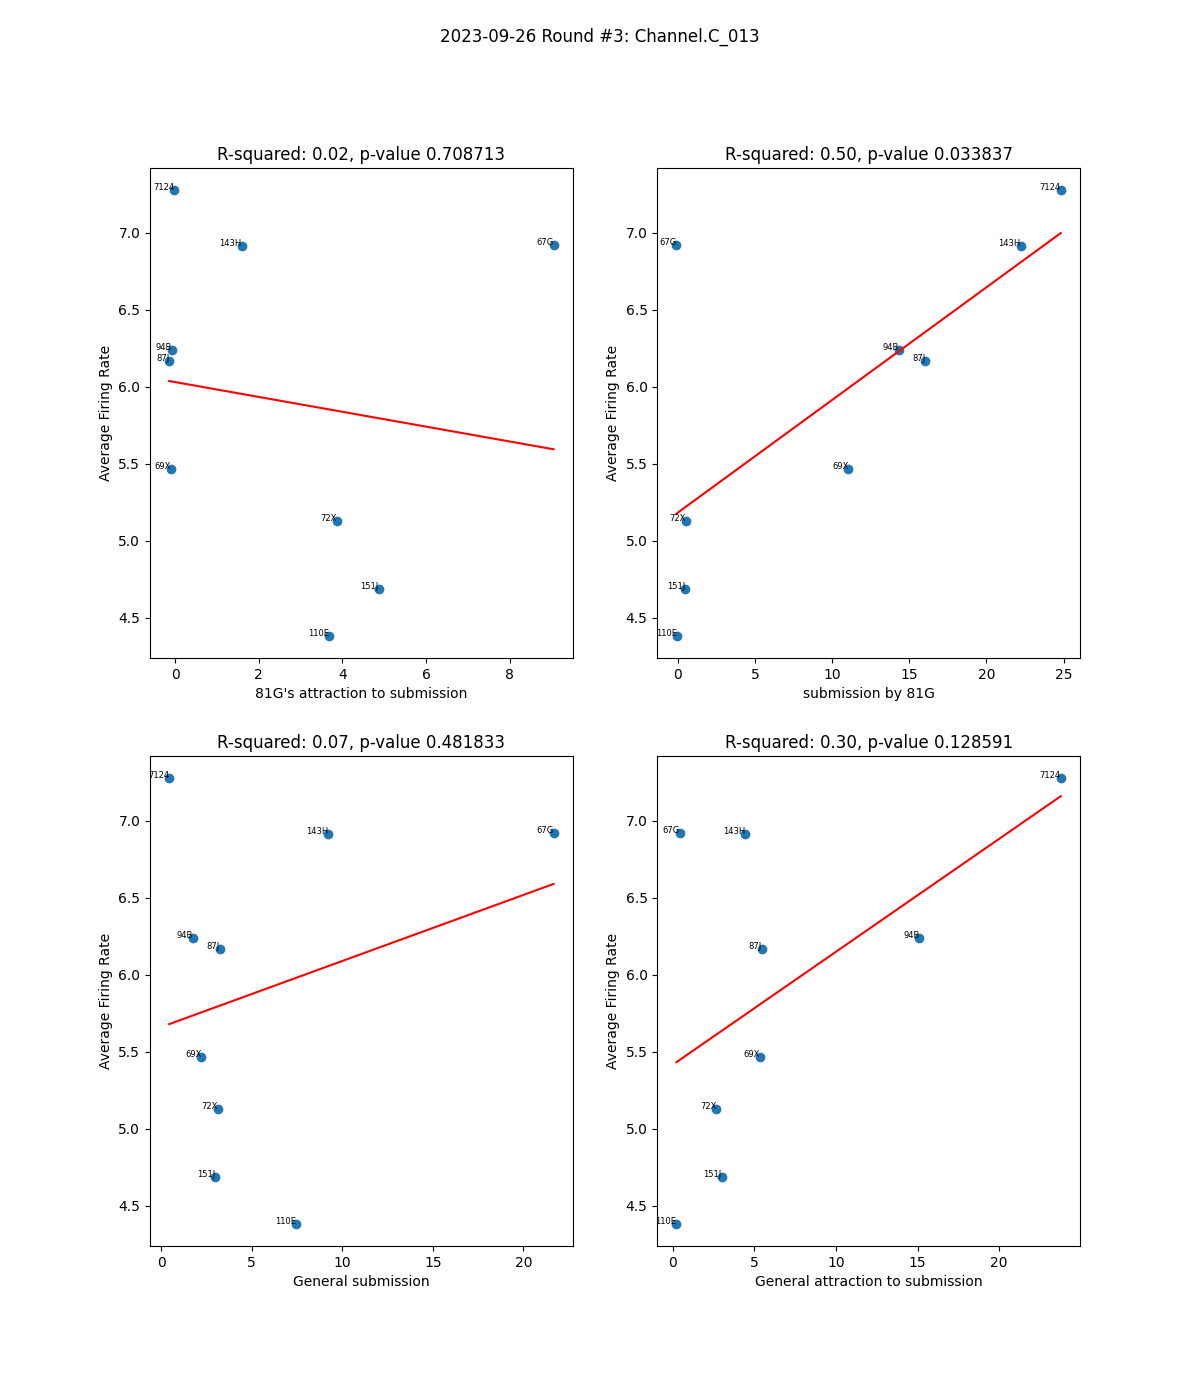 2023-09-26 Round #3: Channel.C_013
R-squared: 0.02, p-value 0.708713
7124
143H
67G
94B
87J
69X
72X
151J
110E
7.0
6.5
6.0
5.5
5.0
4.5
Average Firing Rate
0 2 4 6 8
81G's attraction to submission
R-squared: 0.50, p-value 0.033837
7124
67G
143H
94B
87J
69X
72X
151J
110E
7.0
6.5
6.0
5.5
5.0
4.5
Average Firing Rate
0 5 10 15 20 25
submission by 81G
R-squared: 0.07, p-value 0.481833
7124
143H
67G
94B
87J
69X
72X
151J
110E
7.0
6.5
6.0
5.5
5.0
4.5
Average Firing Rate
0 5 10 15 20
General submission
R-squared: 0.30, p-value 0.128591
7124
67G
143H
94B
87J
69X
72X
151J
110E
7.0
6.5
6.0
5.5
5.0
4.5
Average Firing Rate
0 5 10 15 20
General attraction to submission